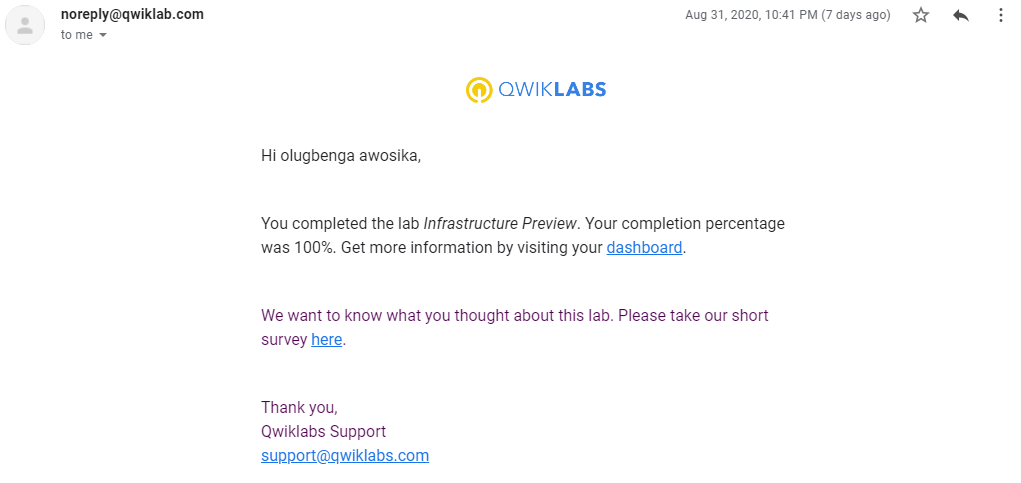 noreply@qwiklab.com
Aug 31, 2020, 10:41 PM (7 days ago)
to me
QWIKLABS
Hi olugbenga awosika,
You completed the lab Infrastructure Preview. Your completion percentage
was 100%. Get more information by visiting your dashboard.
We want to know what you thought about this lab. Please take our short
survey here.
Thank you,
Qwiklabs Support
support@qwiklabs.com